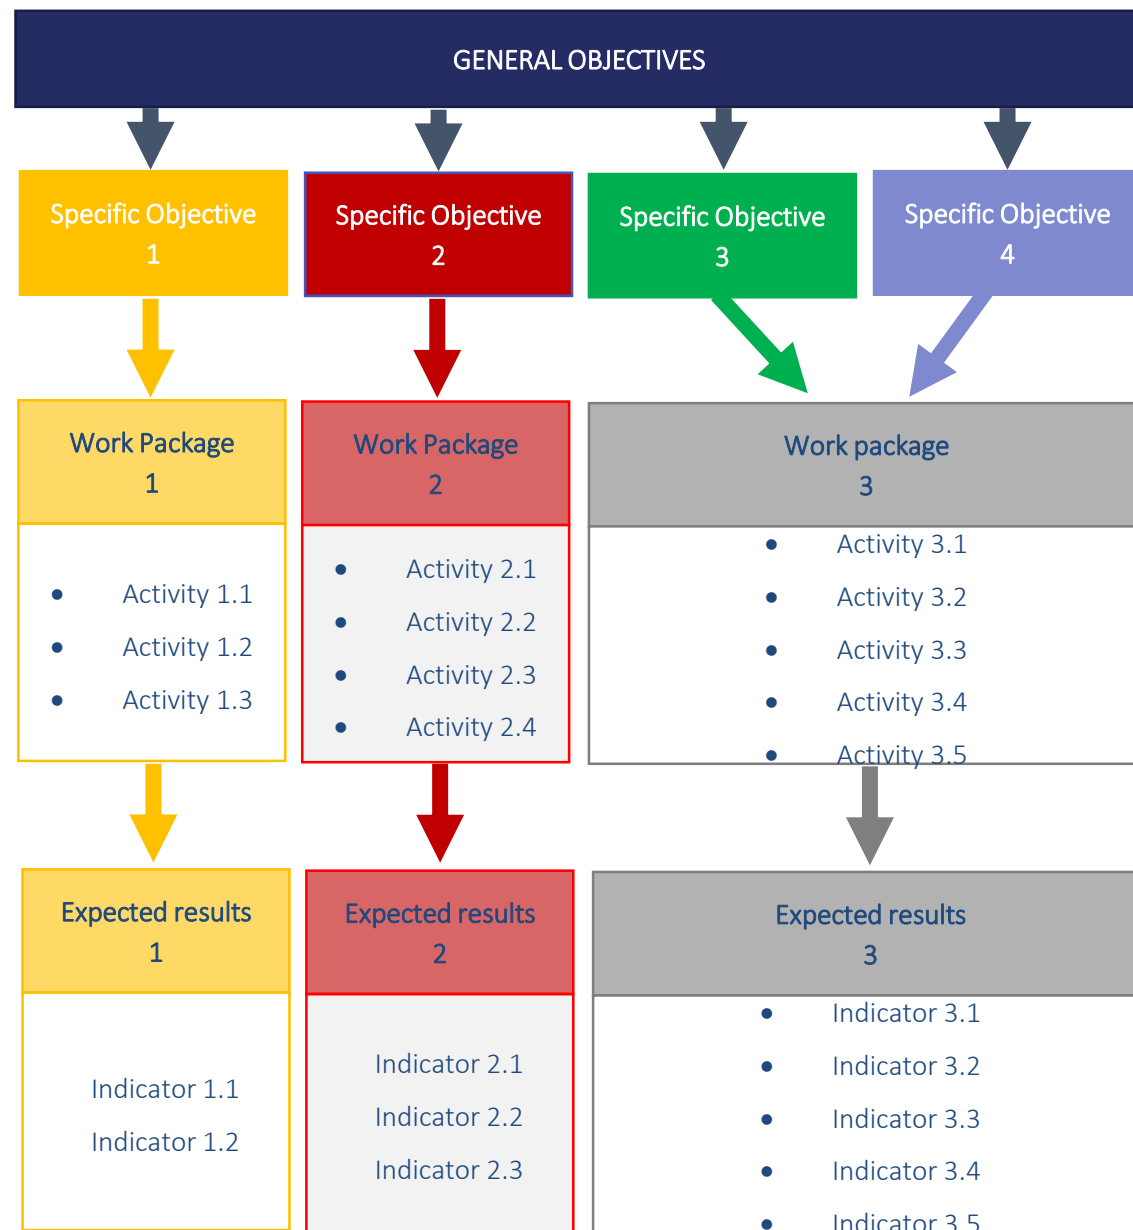 GENERAL OBJECTIVES
Specific Objective
1
Specific Objective
2
Specific Objective
3
Specific Objective
4
Work Package
1
• Activity 1.1
• Activity 1.2
• Activity 1.3
Work Package
2
• Activity 2.1
• Activity 2.2
• Activity 2.3
• Activity 2.4
Work package
3
• Activity 3.1
• Activity 3.2
• Activity 3.3
• Activity 3.4
• Activity 3.5
Expected results
1
Indicator 1.1
Indicator 1.2
Expected results
2
Indicator 2.1
Indicator 2.2
Indicator 2.3
Expected results
3
• Indicator 3.1
• Indicator 3.2
• Indicator 3.3
• Indicator 3.4
• Indicator 3.5